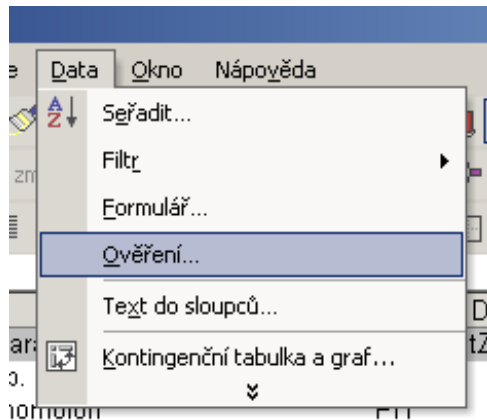 Data Okno Nápověda
Seřadit...
Filtr
Formulář...
Ověření...
Text do sloupců...
Kontingenční tabulka a graf...